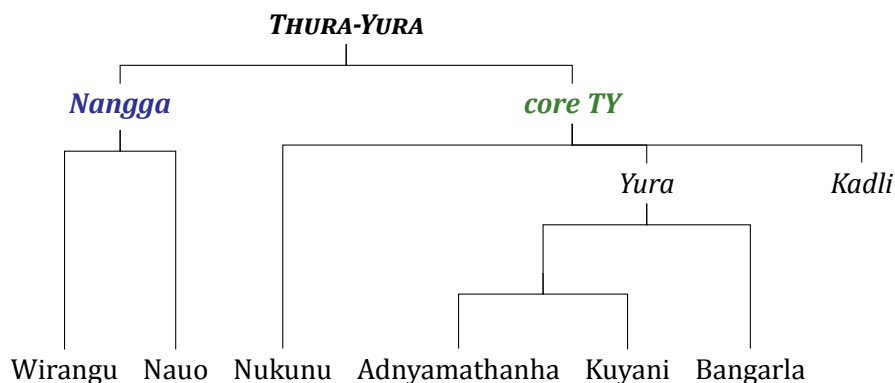 THURA-YURA
Nangga core TY
Yura Kadli
Wirangu Nauo Nukunu Adnyamathanha Kuyani Bangarla